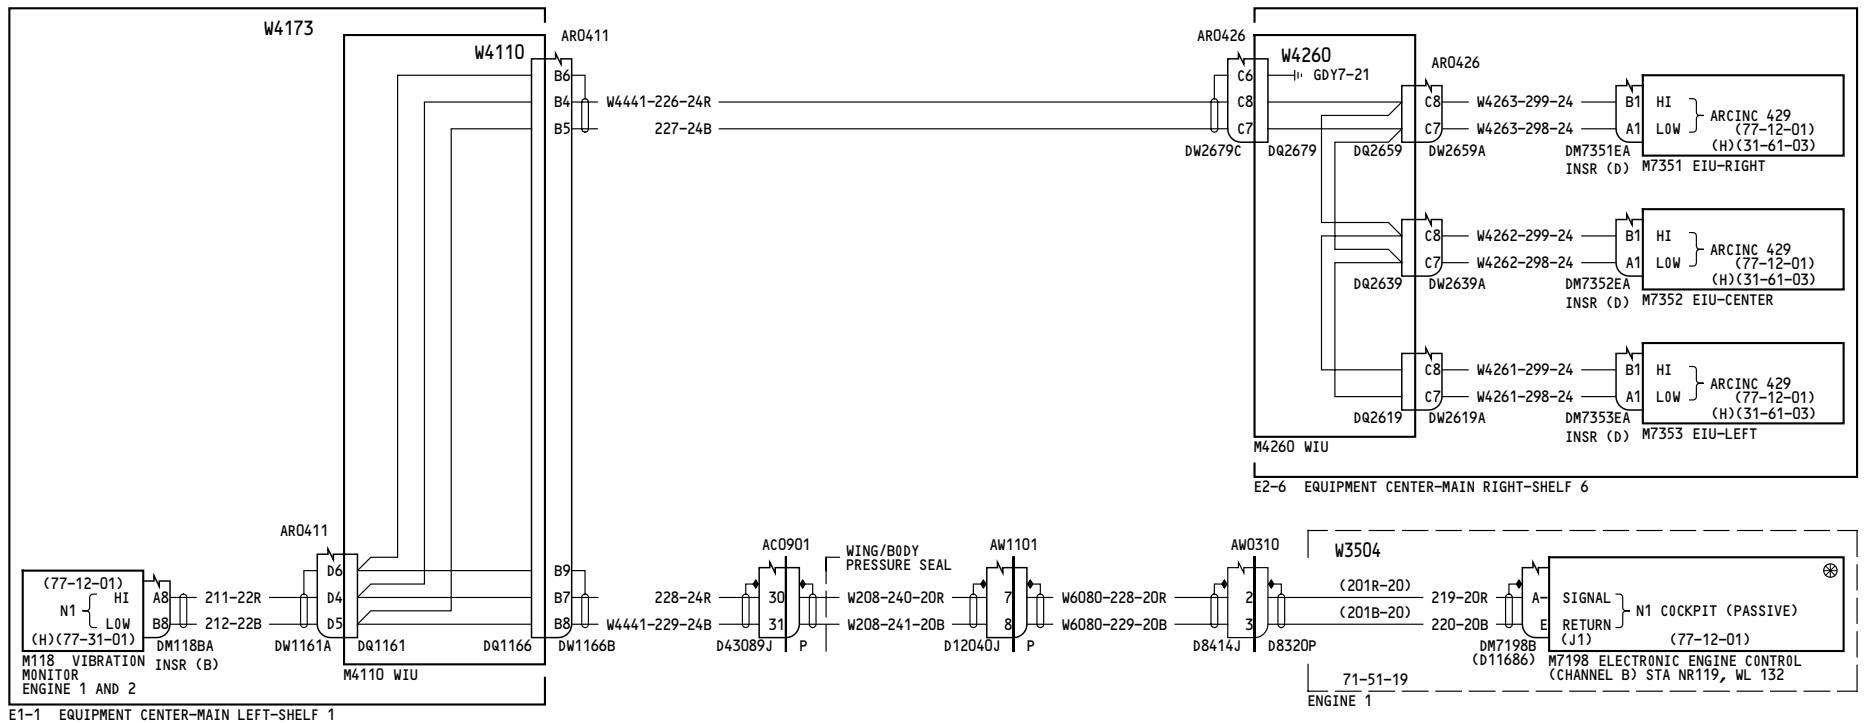 W4173
W4110
ARO411
B6
B4
B5
W4441-226-24R
227-24B
ARO426
W4260
C6
C8
C7
GDY7-21
DW2679C
DQ2679
ARO426
C8
C7
DQ2659
DW2659A
W4263-299-24
W4263-298-24
B1
A1
HI
LOW
ARCINC 429
(77-12-01)
(H)(31-61-03)
DM7351EA
INSR (D)
M7351 EIU-RIGHT
C8
C7
DQ2639
DW2639A
W4262-299-24
W4262-298-24
B1
A1
HI
LOW
ARCINC 429
(77-12-01)
(H)(31-61-03)
DM7352EA
INSR (D)
M7352 EIU-CENTER
C8
C7
DQ2619
DW2619A
W4261-299-24
W4261-298-24
B1
A1
HI
LOW
ARCINC 429
(77-12-01)
(H)(31-61-03)
DM7353EA
INSR (D)
M7353 EIU-LEFT
M4260 WIU
E2-6 EQUIPMENT CENTER-MAIN RIGHT-SHELF 6
(77-12-01)
HI
N1
LOW
(H)(77-31-01)
M118 VIBRATION
MONITOR
ENGINE 1 AND 2
A8
B8
DM118BA
INSR (B)
211-22R
212-22B
ARO411
D6
D4
D5
DW1161A
DQ1161
M4110 WIU
B9
B7
B8
DQ1166
DW1166B
228-24R
W4441-229-24B
ACO901
30
31
D43089J
P
WING/BODY
PRESSURE SEAL
W208-240-20R
W208-241-20B
AW1101
7
8
D12040J
P
W6080-228-20R
W6080-229-20B
AWO310
2
3
D8414J
D8320P
W3504
(201R-20)
(201B-20)
219-20R
220-20B
A-
E
DM7198B
(D11686)
SIGNAL
RETURN
(J1)
N1 COCKPIT (PASSIVE)
(77-12-01)
M7198 ELECTRONIC ENGINE CONTROL
(CHANNEL B) STA NR119, WL 132
71-51-19
ENGINE 1
E1-1 EQUIPMENT CENTER-MAIN LEFT-SHELF 1